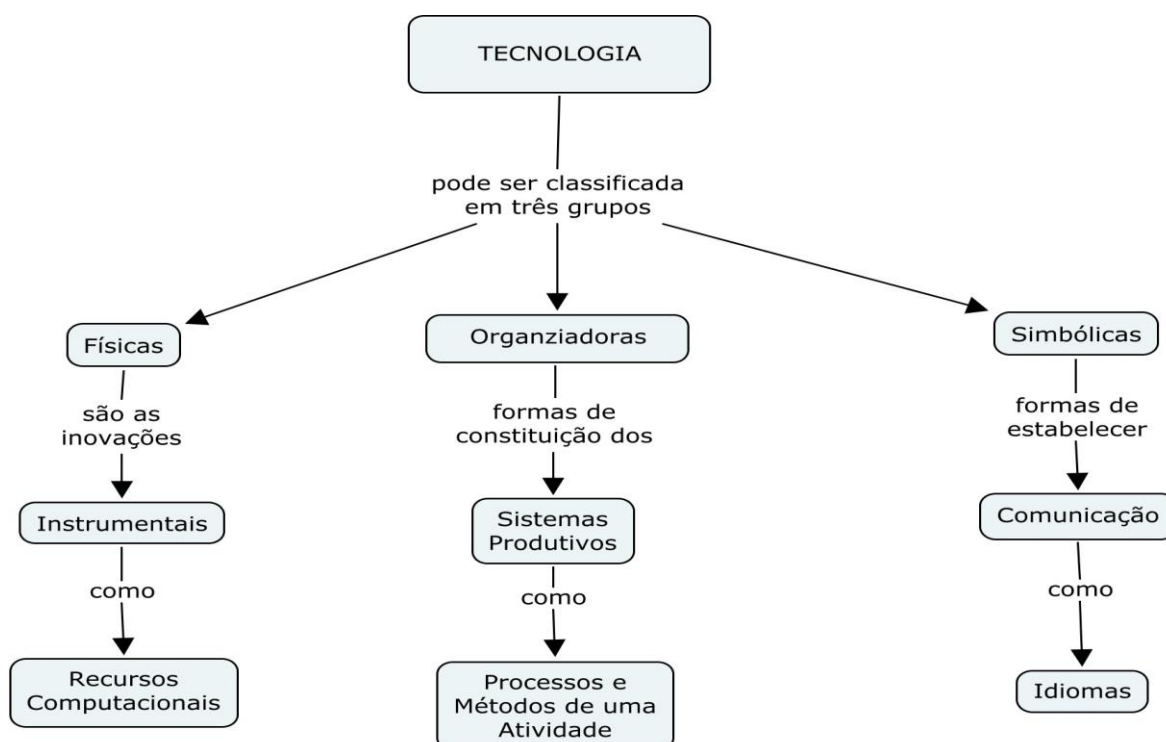 TECNOLOGIA
pode ser classificada
em três grupos
Físicas
Organziadoras
Simbólicas
são as
inovações
formas de
constituição dos
formas de
estabelecer
Instrumentais
Sistemas
Produtivos
Comunicação
como
como
como
Recursos
Computacionais
Processos e
Métodos de uma
Atividade
Idiomas